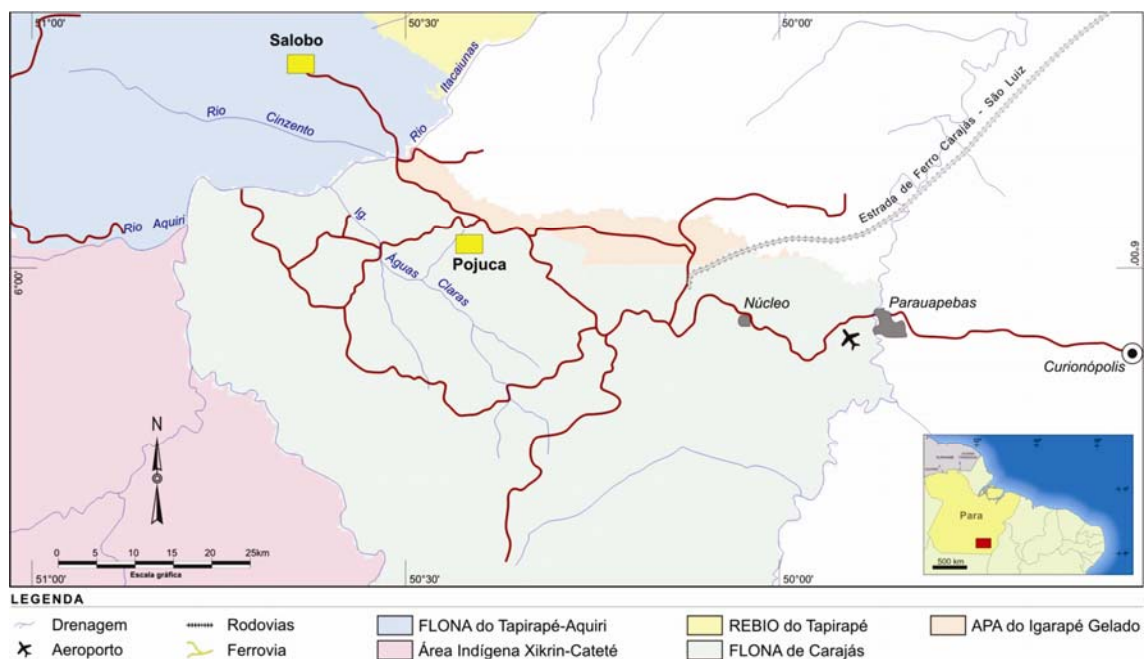 51°00'
50°30'
50°00'
Salobo
Rio Itacaiunas
Rio Cinzento
Estrada de Ferro Carajás - São Luiz
Rio Aquiri
Ig. Águas Claras
Pojuca
6°00'
6°00'
Núcleo
Parauapebas
Curionópolis
N
0 5 10 15 20 25km
Escala gráfica
Para
500 km
51°00'
50°30'
50°00'
LEGENDA
Drenagem
Rodovias
FLONA do Tapirapé-Aquiri
REBIO do Tapirapé
APA do Igarapé Gelado
Aeroporto
Ferrovia
Área Indígena Xikrin-Cateté
FLONA de Carajás